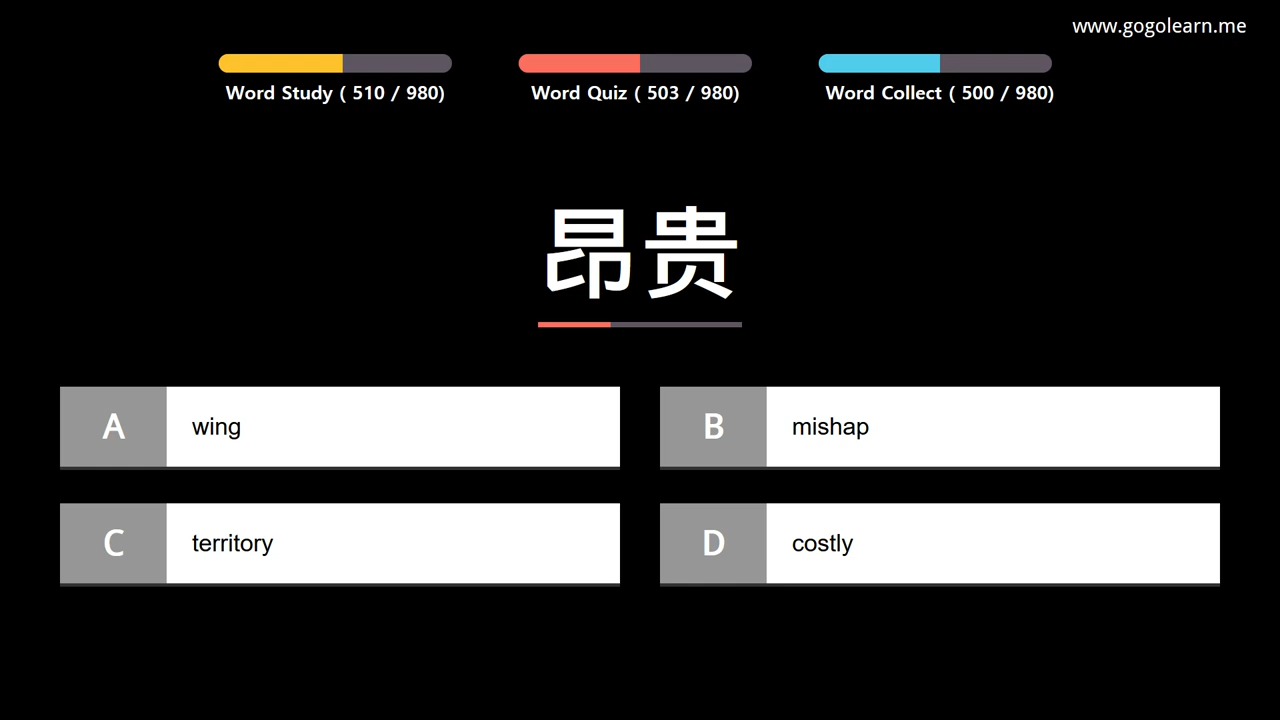 www.gogolearn.me
Word Study ( 510 / 980)
Word Quiz ( 503 / 980)
Word Collect ( 500 / 980)
昂贵
A wing
B mishap
C territory
D costly